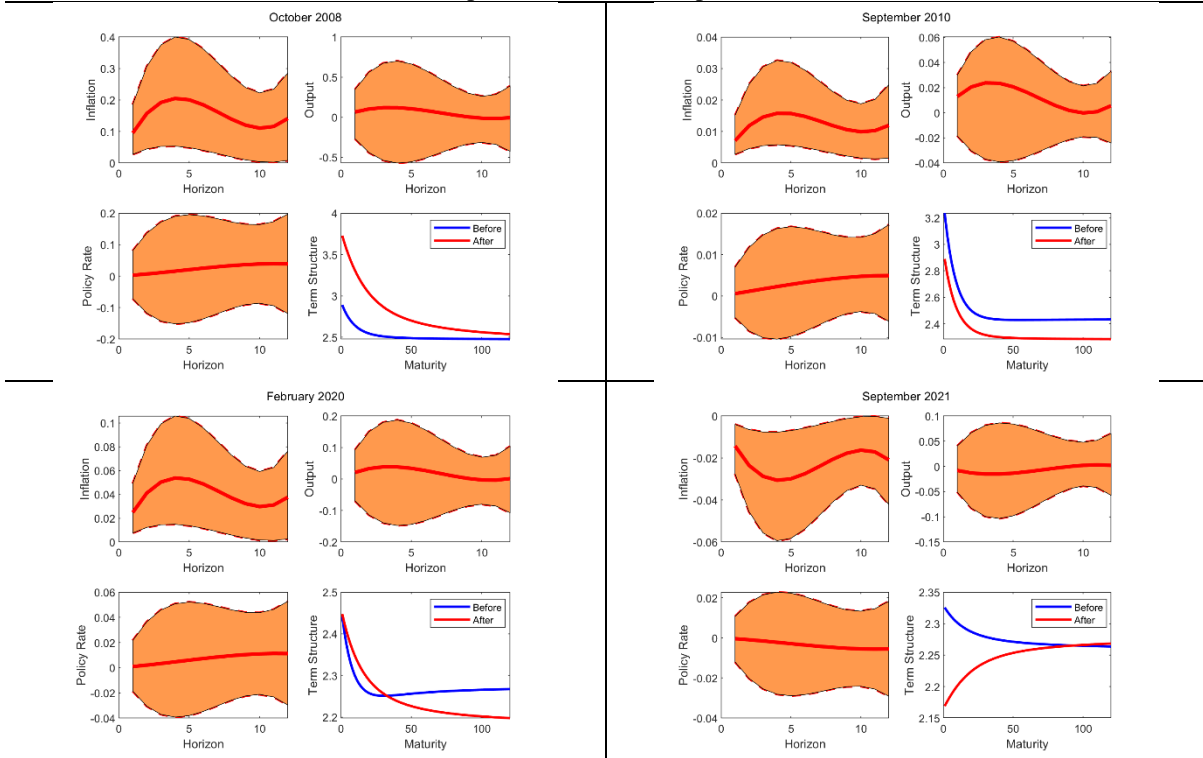 October 2008
0.4
0.3
0.2
0.1
0
Inflation
0 5 10
Horizon
1
0.5
0
-0.5
Output
0 5 10
Horizon
0.2
0.1
0
-0.1
-0.2
Policy Rate
0 5 10
Horizon
4
3.5
3
2.5
Term Structure
Before
After
0 50 100
Maturity
September 2010
0.04
0.03
0.02
0.01
0
Inflation
0 5 10
Horizon
0.06
0.04
0.02
0
-0.02
-0.04
Output
0 5 10
Horizon
0.02
0.01
0
-0.01
Policy Rate
0 5 10
Horizon
3.2
3
2.8
2.6
2.4
Term Structure
Before
After
0 50 100
Maturity
February 2020
0.1
0.08
0.06
0.04
0.02
0
Inflation
0 5 10
Horizon
0.2
0.1
0
-0.1
-0.2
Output
0 5 10
Horizon
0.06
0.04
0.02
0
-0.02
-0.04
Policy Rate
0 5 10
Horizon
2.5
2.4
2.3
2.2
Term Structure
Before
After
0 50 100
Maturity
September 2021
0
-0.02
-0.04
-0.06
Inflation
0 5 10
Horizon
0.1
0.05
0
-0.05
-0.1
-0.15
Output
0 5 10
Horizon
0.02
0
-0.02
-0.04
Policy Rate
0 5 10
Horizon
2.35
2.3
2.25
2.2
2.15
Term Structure
Before
After
0 50 100
Maturity